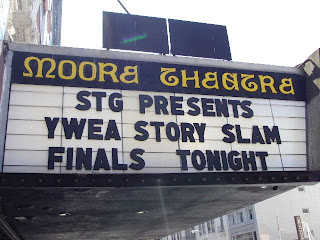 MOORE THEATRE
STG PRESENTS
YWEA STORY SLAM
FINALS TONIGHT